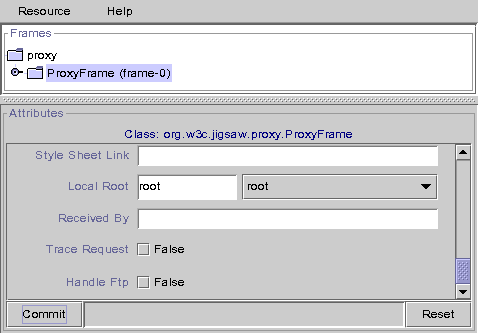 Resource Help
Frames
proxy
ProxyFrame (frame-0)
Attributes
Class: org.w3c.jigsaw.proxy.ProxyFrame
Style Sheet Link
Local Root root root
Received By
Trace Request False
Handle Ftp False
Commit Reset